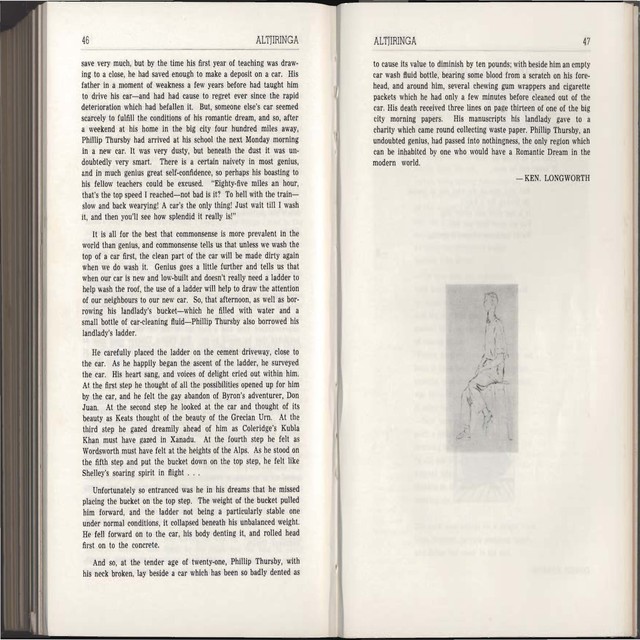 46 ALTJIRINGA
save very much, but by the time his first year of teaching was draw-
ing to a close, he had saved enough to make a deposit on a car. His
father in a moment of weakness a few years before had taught him
to drive his car—and had had cause to regret ever since the rapid
deterioration which had befallen it. But, someone else's car seemed
scarcely to fulfill the conditions of his romantic dream, and so, after
a weekend at his home in the big city four hundred miles away,
Phillip Thursby had arrived at his school the next Monday morning
in a new car. It was very dusty, but beneath the dust it was un-
doubtedly very smart. There is a certain naivety in most genius,
and in much genius great self-confidence, so perhaps his boasting to
his fellow teachers could be excused. "Eighty-five miles an hour,
that's the top speed I reached—not bad is it? To hell with the train—
slow and back wearying! A car's the only thing! Just wait till I wash
it, and then you'll see how splendid it really is!"
It is all for the best that commonsense is more prevalent in the
world than genius, and commonsense tells us that unless we wash the
top of a car first, the clean part of the car will be made dirty again
when we do wash it. Genius goes a little further and tells us that
when our car is new and low-built and doesn't really need a ladder to
help wash the roof, the use of a ladder will help to draw the attention
of our neighbours to our new car. So, that afternoon, as well as bor-
rowing his landlady's bucket—which he filled with water and a
small bottle of car-cleaning fluid—Phillip Thursby also borrowed his
landlady's ladder.
He carefully placed the ladder on the cement driveway, close to
the car. As he happily began the ascent of the ladder, he surveyed
the car. His heart sang, and voices of delight cried out within him.
At the first step he thought of all the possibilities opened up for him
by the car, and he felt the gay abandon of Byron's adventurer, Don
Juan. At the second step he looked at the car and thought of its
beauty as Keats thought of the beauty of the Grecian Urn. At the
third step he gazed dreamily ahead of him as Coleridge's Kubla
Khan must have gazed in Xanadu. At the fourth step he felt as
Wordsworth must have felt at the heights of the Alps. As he stood on
the fifth step and put the bucket down on the top step, he felt like
Shelley's soaring spirit in flight . . .
Unfortunately so entranced was he in his dreams that he missed
placing the bucket on the top step. The weight of the bucket pulled
him forward, and the ladder not being a particularly stable one
under normal conditions, it collapsed beneath his unbalanced weight.
He fell forward on to the car, his body denting it, and rolled head
first on to the concrete.
And so, at the tender age of twenty-one, Phillip Thursby, with
his neck broken, lay beside a car which has been so badly dented as
ALTJIRINGA 47
to cause its value to diminish by ten pounds; with beside him an empty
car wash fluid bottle, bearing some blood from a scratch on his fore-
head, and around him, several chewing gum wrappers and cigarette
packets which he had only a few minutes before cleaned out of the
car. His death received three lines on page thirteen of one of the big
city morning papers. His manuscripts his landlady gave to a
charity which came round collecting waste paper. Phillip Thursby, an
undoubted genius, had passed into nothingness, the only region which
can be inhabited by one who would have a Romantic Dream in the
modern world.
—KEN. LONGWORTH